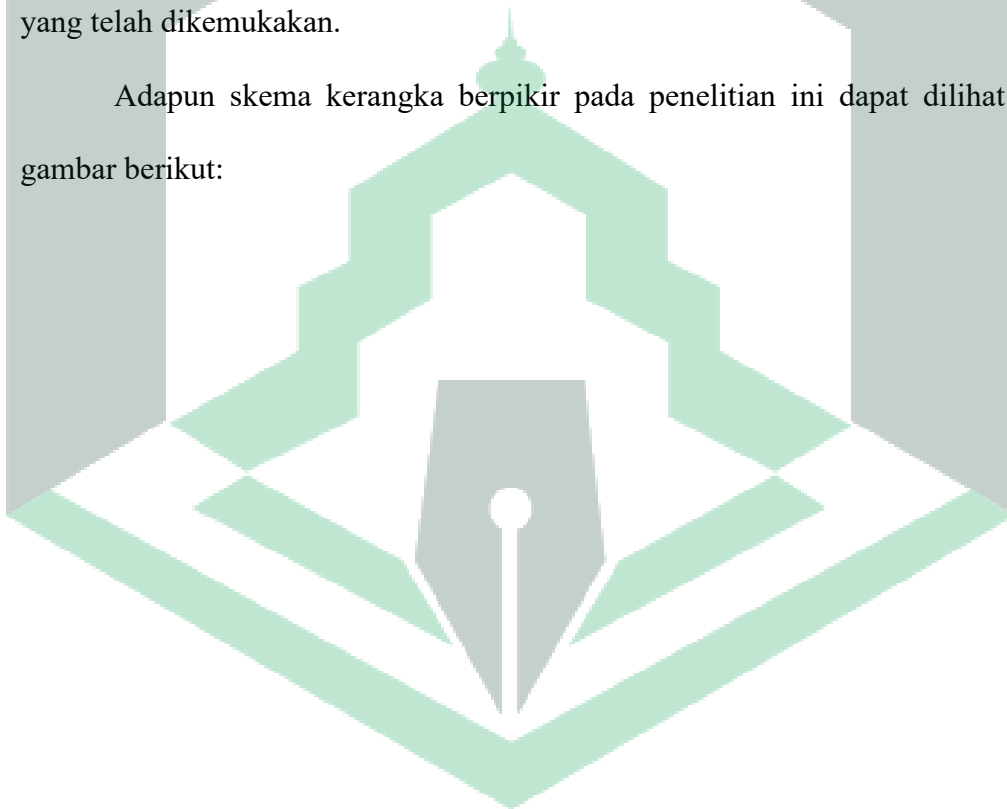 yang telah dikemukakan.
Adapun skema kerangka berpikir pada penelitian ini dapat dilihat
gambar berikut: